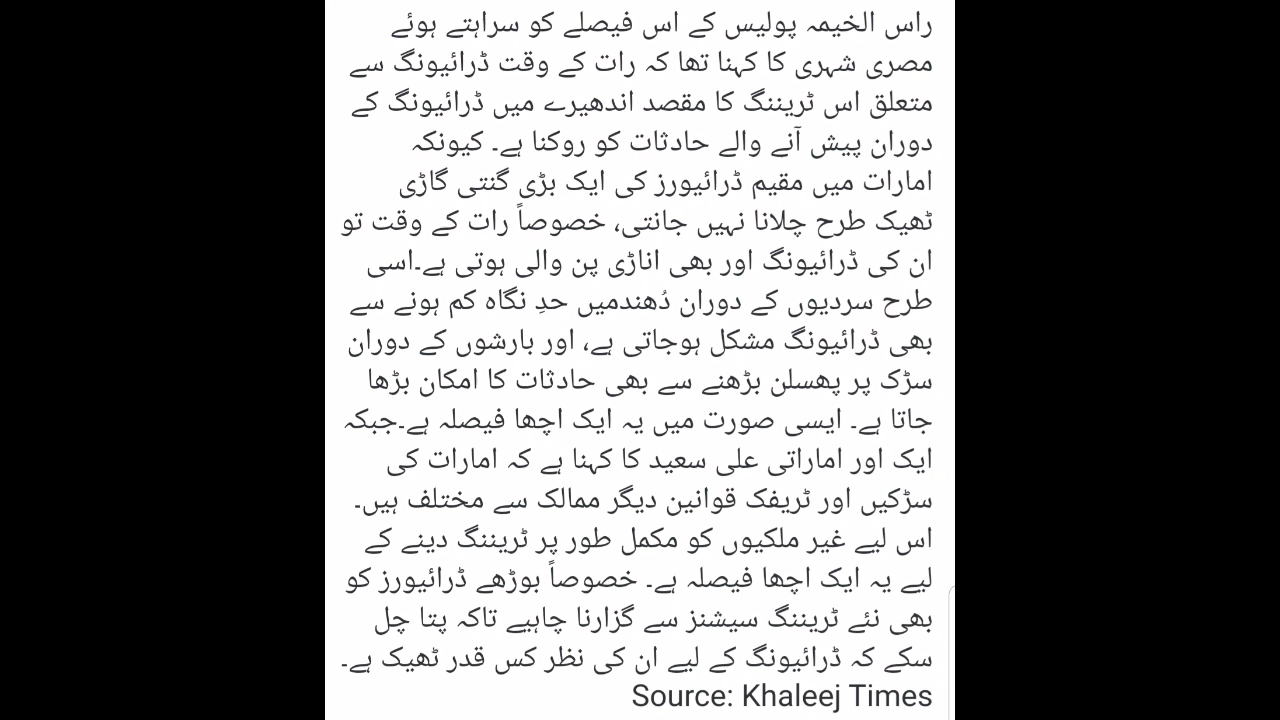 راس الخیمہ پولیس کے اس فیصلے کو سراہتے ہوئے
مصری شہری کا کہنا تھا کہ رات کے وقت ڈرائیونگ سے
متعلق اس ٹریننگ کا مقصد اندھیرے میں ڈرائیونگ کے
دوران پیش آنے والے حادثات کو روکنا ہے۔ کیونکہ
امارات میں مقیم ڈرائیورز کی ایک بڑی گنتی گاڑی
ٹھیک طرح چلانا نہیں جانتی، خصوصاً رات کے وقت تو
ان کی ڈرائیونگ اور بھی اناڑی پن والی ہوتی ہے۔اسی
طرح سردیوں کے دوران دُھندمیں حدِ نگاہ کم ہونے سے
بھی ڈرائیونگ مشکل ہوجاتی ہے، اور بارشوں کے دوران
سڑک پر پھسلن بڑھنے سے بھی حادثات کا امکان بڑھا
جاتا ہے۔ ایسی صورت میں یہ ایک اچھا فیصلہ ہے۔جبکہ
ایک اور اماراتی علی سعید کا کہنا ہے کہ امارات کی
سڑکیں اور ٹریفک قوانین دیگر ممالک سے مختلف ہیں۔
اس لیے غیر ملکیوں کو مکمل طور پر ٹریننگ دینے کے
لیے یہ ایک اچھا فیصلہ ہے۔ خصوصاً بوڑھے ڈرائیورز کو
بھی نئے ٹریننگ سیشنز سے گزارنا چاہیے تاکہ پتا چل
سکے کہ ڈرائیونگ کے لیے ان کی نظر کس قدر ٹھیک ہے۔
Source: Khaleej Times